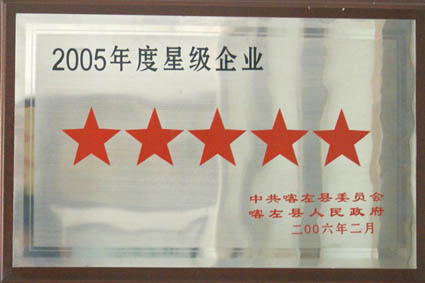 2005年度星级企业
中共喀左县委员会
喀左县人民政府
二00六年二月